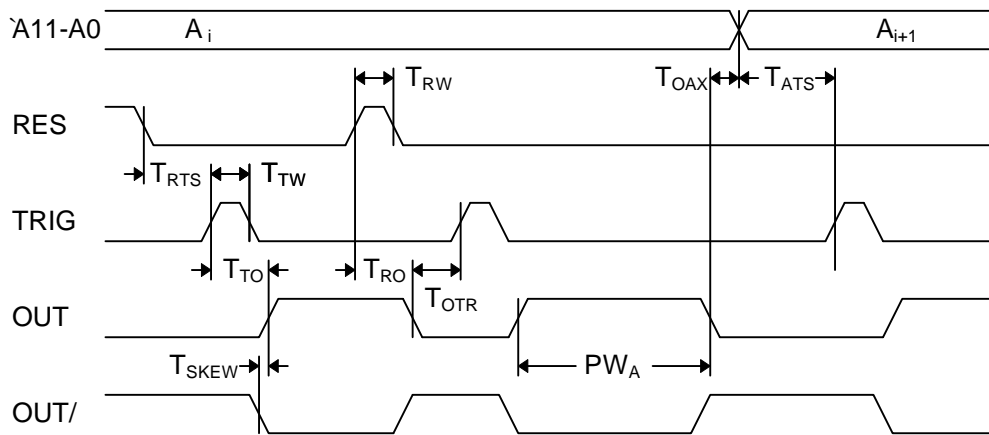 `A11-A0 A i A i+1
T RW T OAX T ATS
RES
T RTS T TW
TRIG
T TO T RO T OTR
OUT
T SKEW PW A
OUT/